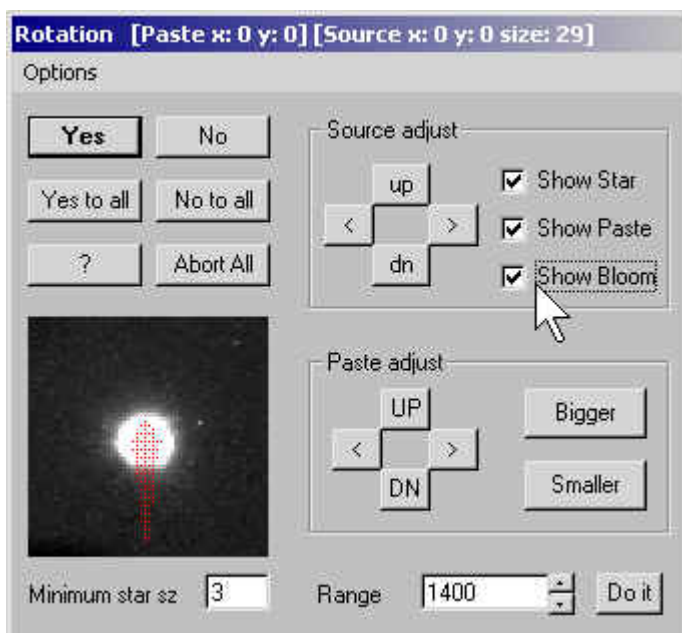 Rotation [Paste x: 0 y: 0] [Source x: 0 y: 0 size: 29]
Options
Yes No
Yes to all No to all
? Abort All
Source adjust
up
< >
dn
Show Star
Show Paste
Show Bloom
Paste adjust
UP
< >
DN
Bigger
Smaller
Minimum star sz 3 Range 1400 Do it